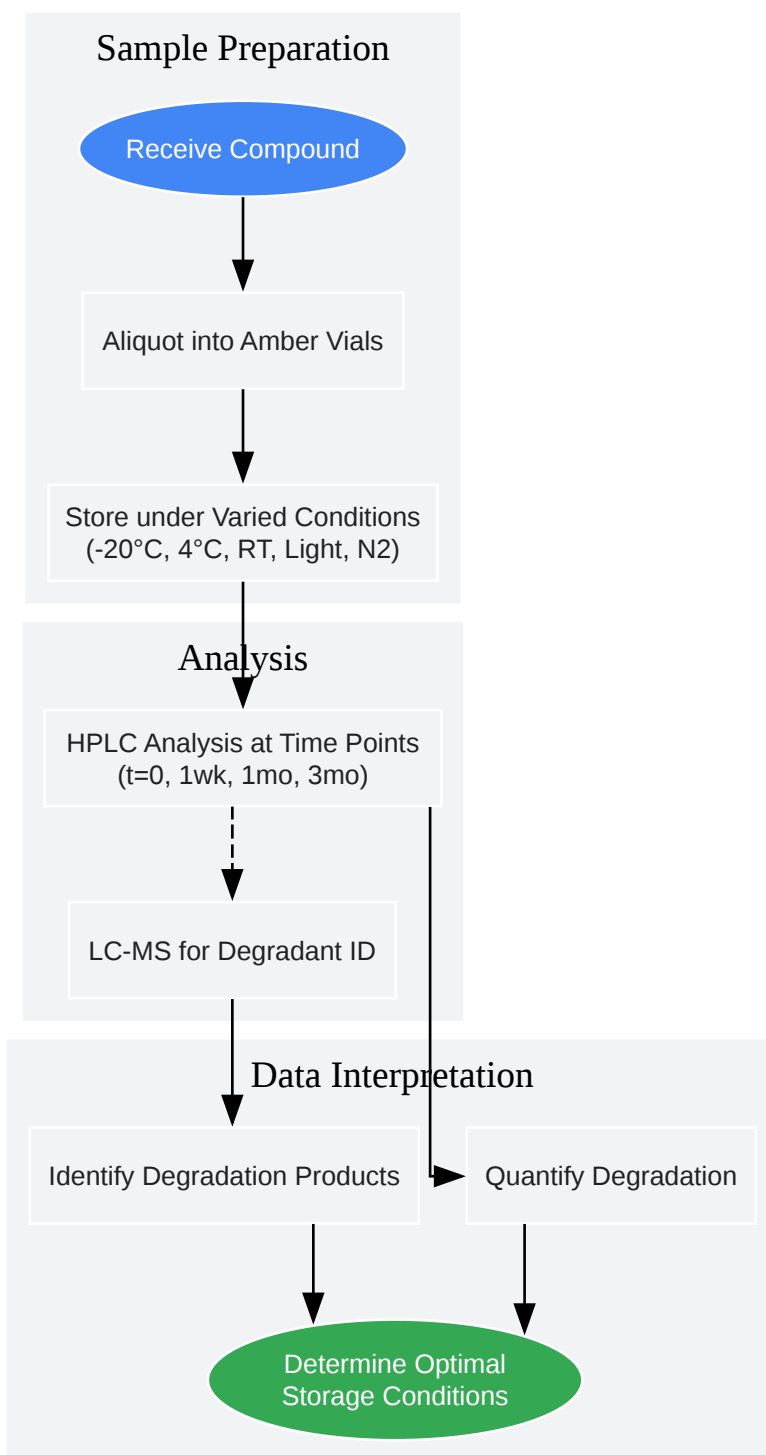 Sample Preparation
Receive Compound
Aliquot into Amber Vials
Store under Varied Conditions
(-20°C, 4°C, RT, Light, N2)
Analysis
HPLC Analysis at Time Points
(t=0, 1wk, 1mo, 3mo)
LC-MS for Degradant ID
Data Interpretation
Identify Degradation Products
Quantify Degradation
Determine Optimal
Storage Conditions